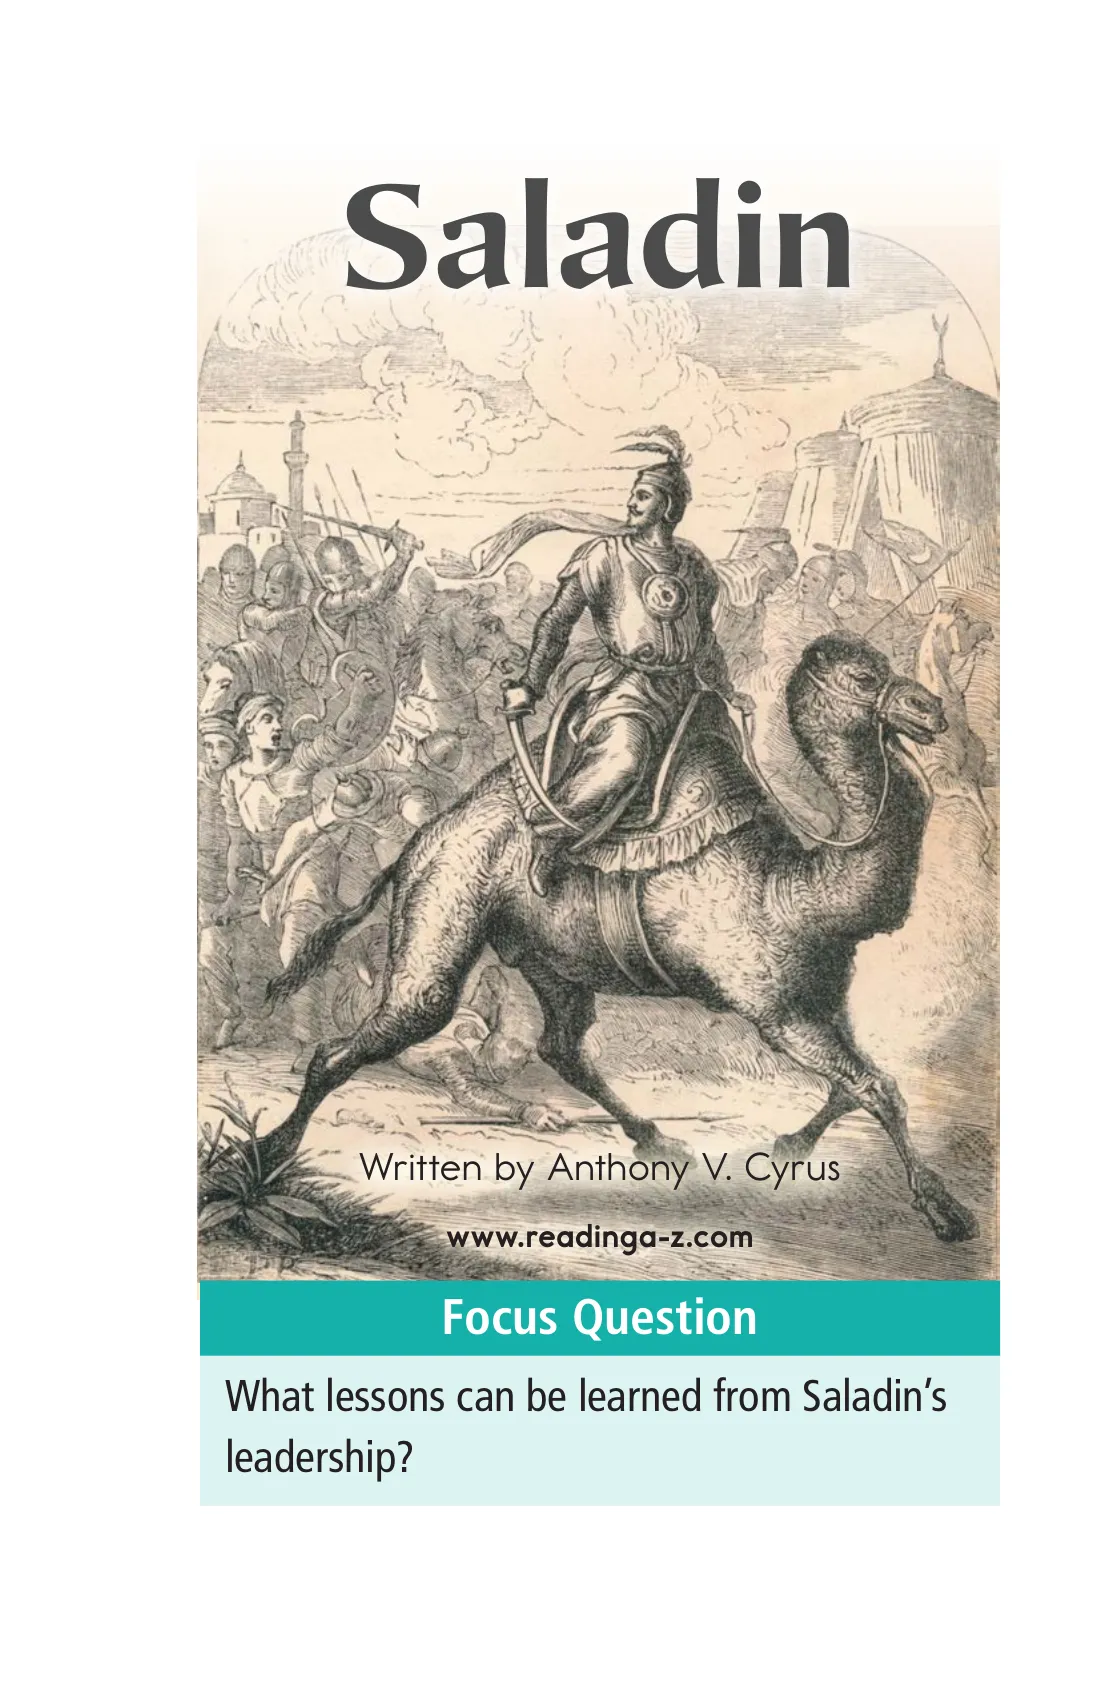 Saladin
Written by Anthony V. Cyrus
www.readinga-z.com
Focus Question
What lessons can be learned from Saladin’s
leadership?